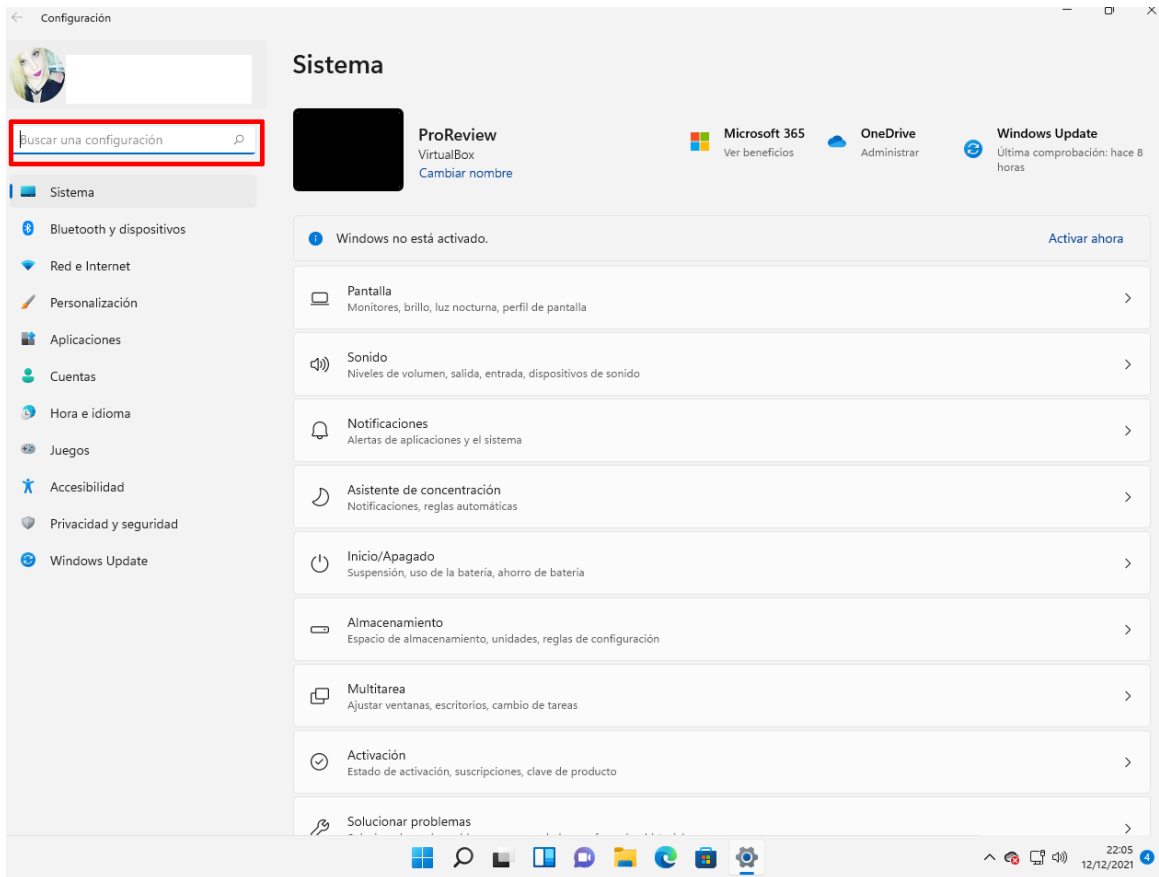 Configuración
Buscar una configuración
Sistema
Bluetooth y dispositivos
Red e Internet
Personalización
Aplicaciones
Cuentas
Hora e idioma
Juegos
Accesibilidad
Privacidad y seguridad
Windows Update
Sistema
ProReview
VirtualBox
Cambiar nombre
Microsoft 365
Ver beneficios
OneDrive
Administrar
Windows Update
Última comprobación: hace 8
horas
Windows no está activado.
Activar ahora
Pantalla
Monitores, brillo, luz nocturna, perfil de pantalla
Sonido
Niveles de volumen, salida, entrada, dispositivos de sonido
Notificaciones
Alertas de aplicaciones y el sistema
Asistente de concentración
Notificaciones, reglas automáticas
Inicio/Apagado
Suspensión, uso de la batería, ahorro de batería
Almacenamiento
Espacio de almacenamiento, unidades, reglas de configuración
Multitarea
Ajustar ventanas, escritorios, cambio de tareas
Activación
Estado de activación, suscripciones, clave de producto
Solucionar problemas
22:05
12/12/2021
4